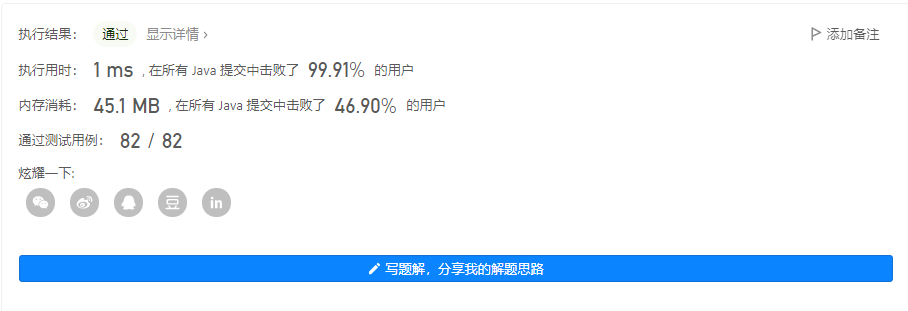 执行结果： 通过 显示详情 › 添加备注
执行用时： 1 ms , 在所有 Java 提交中击败了 99.91% 的用户
内存消耗： 45.1 MB , 在所有 Java 提交中击败了 46.90% 的用户
通过测试用例： 82 / 82
炫耀一下:
豆 in
写题解，分享我的解题思路